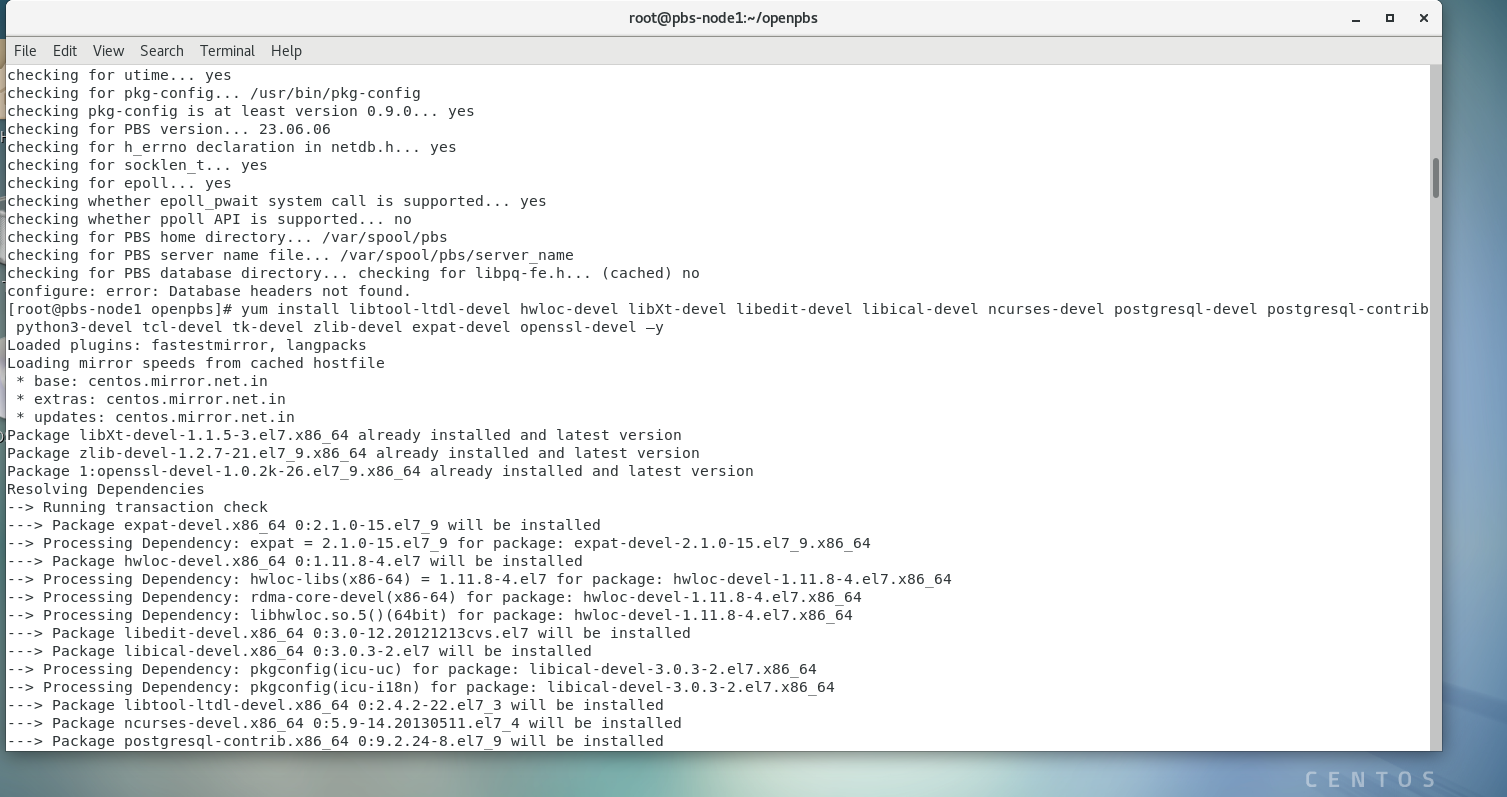 root@pbs-node1:~/openpbs
File Edit View Search Terminal Help
checking for utime... yes
checking for pkg-config... /usr/bin/pkg-config
checking pkg-config is at least version 0.9.0... yes
checking for PBS version... 23.06.06
checking for h_errno declaration in netdb.h... yes
checking for socklen_t... yes
checking for epoll... yes
checking whether epoll_pwait system call is supported... yes
checking whether ppoll API is supported... no
checking for PBS home directory... /var/spool/pbs
checking for PBS server name file... /var/spool/pbs/server_name
checking for PBS database directory... checking for libpq-fe.h... (cached) no
configure: error: Database headers not found.
[root@pbs-node1 openpbs]# yum install libtool-ltdl-devel hwloc-devel libXt-devel libedit-devel libical-devel ncurses-devel postgresql-devel postgresql-contrib
python3-devel tcl-devel tk-devel zlib-devel expat-devel openssl-devel –y
Loaded plugins: fastestmirror, langpacks
Loading mirror speeds from cached hostfile
* base: centos.mirror.net.in
* extras: centos.mirror.net.in
* updates: centos.mirror.net.in
Package libXt-devel-1.1.5-3.el7.x86_64 already installed and latest version
Package zlib-devel-1.2.7-21.el7_9.x86_64 already installed and latest version
Package 1:openssl-devel-1.0.2k-26.el7_9.x86_64 already installed and latest version
Resolving Dependencies
--> Running transaction check
---> Package expat-devel.x86_64 0:2.1.0-15.el7_9 will be installed
--> Processing Dependency: expat = 2.1.0-15.el7_9 for package: expat-devel-2.1.0-15.el7_9.x86_64
---> Package hwloc-devel.x86_64 0:1.11.8-4.el7 will be installed
--> Processing Dependency: hwloc-libs(x86-64) = 1.11.8-4.el7 for package: hwloc-devel-1.11.8-4.el7.x86_64
--> Processing Dependency: rdma-core-devel(x86-64) for package: hwloc-devel-1.11.8-4.el7.x86_64
--> Processing Dependency: libhwloc.so.5()(64bit) for package: hwloc-devel-1.11.8-4.el7.x86_64
---> Package libedit-devel.x86_64 0:3.0-12.20121213cvs.el7 will be installed
---> Package libical-devel.x86_64 0:3.0.3-2.el7 will be installed
--> Processing Dependency: pkgconfig(icu-uc) for package: libical-devel-3.0.3-2.el7.x86_64
--> Processing Dependency: pkgconfig(icu-i18n) for package: libical-devel-3.0.3-2.el7.x86_64
---> Package libtool-ltdl-devel.x86_64 0:2.4.2-22.el7_3 will be installed
---> Package ncurses-devel.x86_64 0:5.9-14.20130511.el7_4 will be installed
---> Package postgresql-contrib.x86_64 0:9.2.24-8.el7_9 will be installed
CENTOS